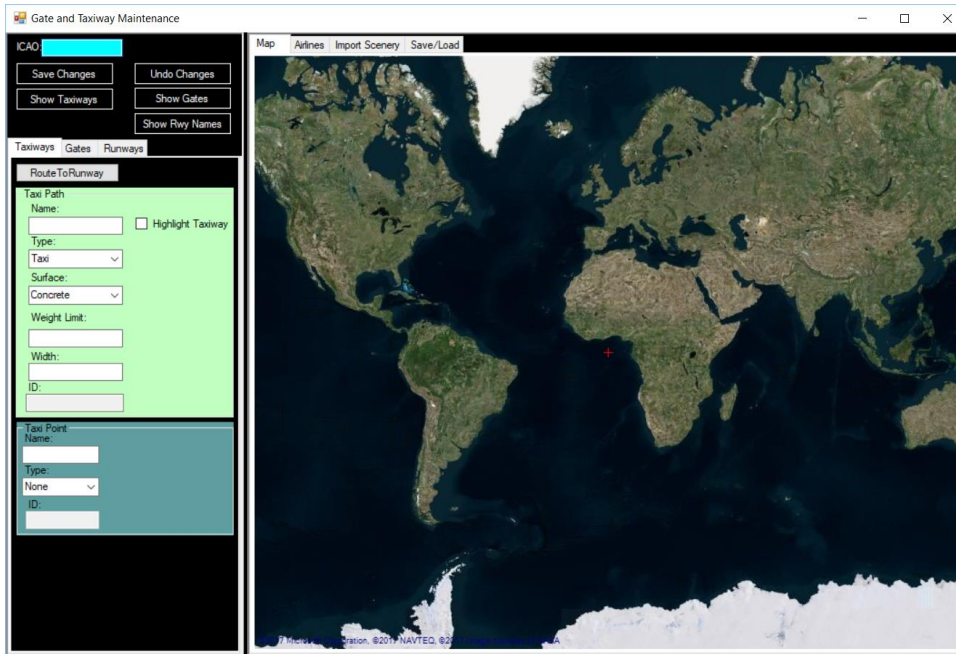 Gate and Taxiway Maintenance
ICAO:
Save Changes
Undo Changes
Show Taxiways
Show Gates
Show Rwy Names
Taxiways Gates Runways
RouteToRunway
Taxi Path
Name:
Highlight Taxiway
Type:
Taxi
Surface:
Concrete
Weight Limit:
Width:
ID:
Taxi Point
Name:
Type:
None
ID:
Map Airlines Import Scenery Save/Load
©2017 NAVTEQ,